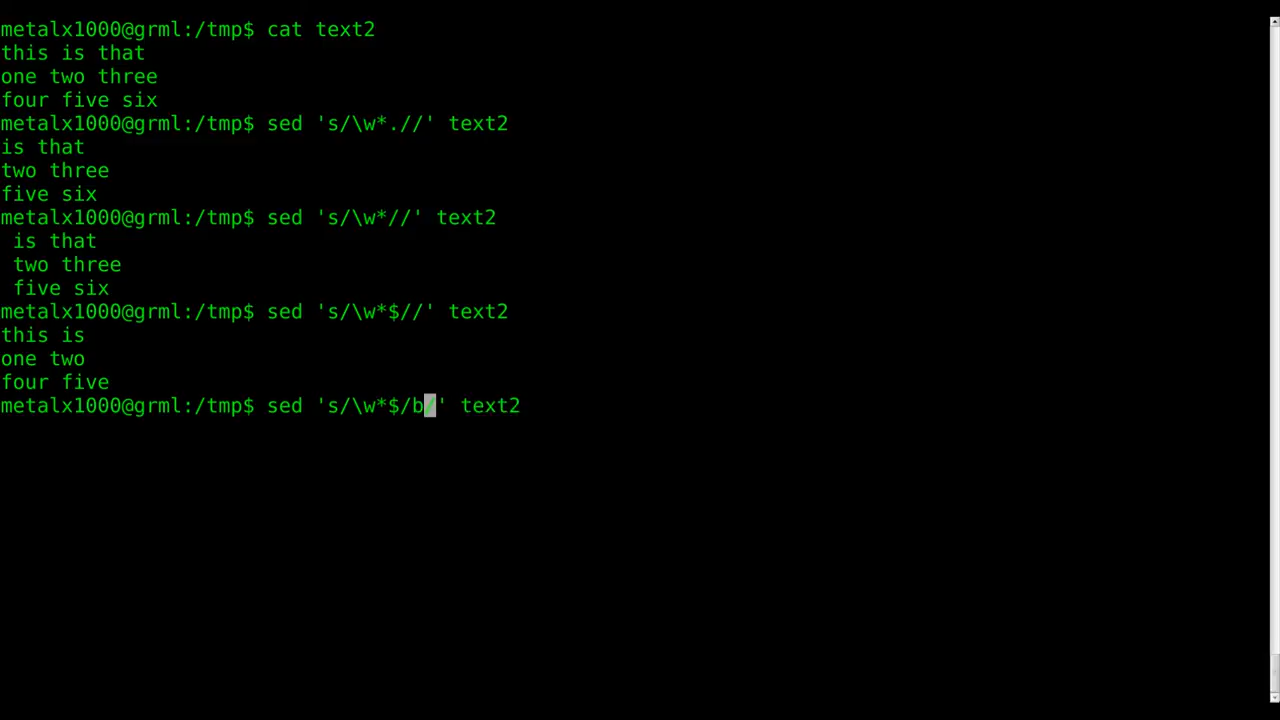 metalx1000@grml:/tmp$ cat text2
this is that
one two three
four five six
metalx1000@grml:/tmp$ sed 's/\w*.//' text2
is that
two three
five six
metalx1000@grml:/tmp$ sed 's/\w*//' text2
 is that
 two three
 five six
metalx1000@grml:/tmp$ sed 's/\w*$//' text2
this is
one two
four five
metalx1000@grml:/tmp$ sed 's/\w*$/b/' text2